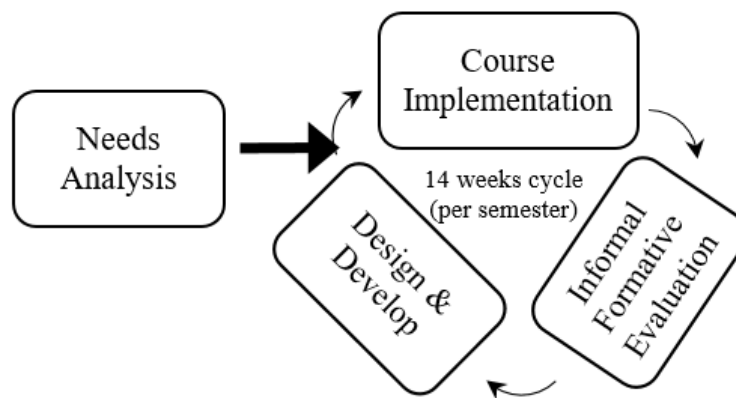 Needs
Analysis
Course
Implementation
14 weeks cycle
(per semester)
Informal
Formative
Evaluation
Design &
Develop